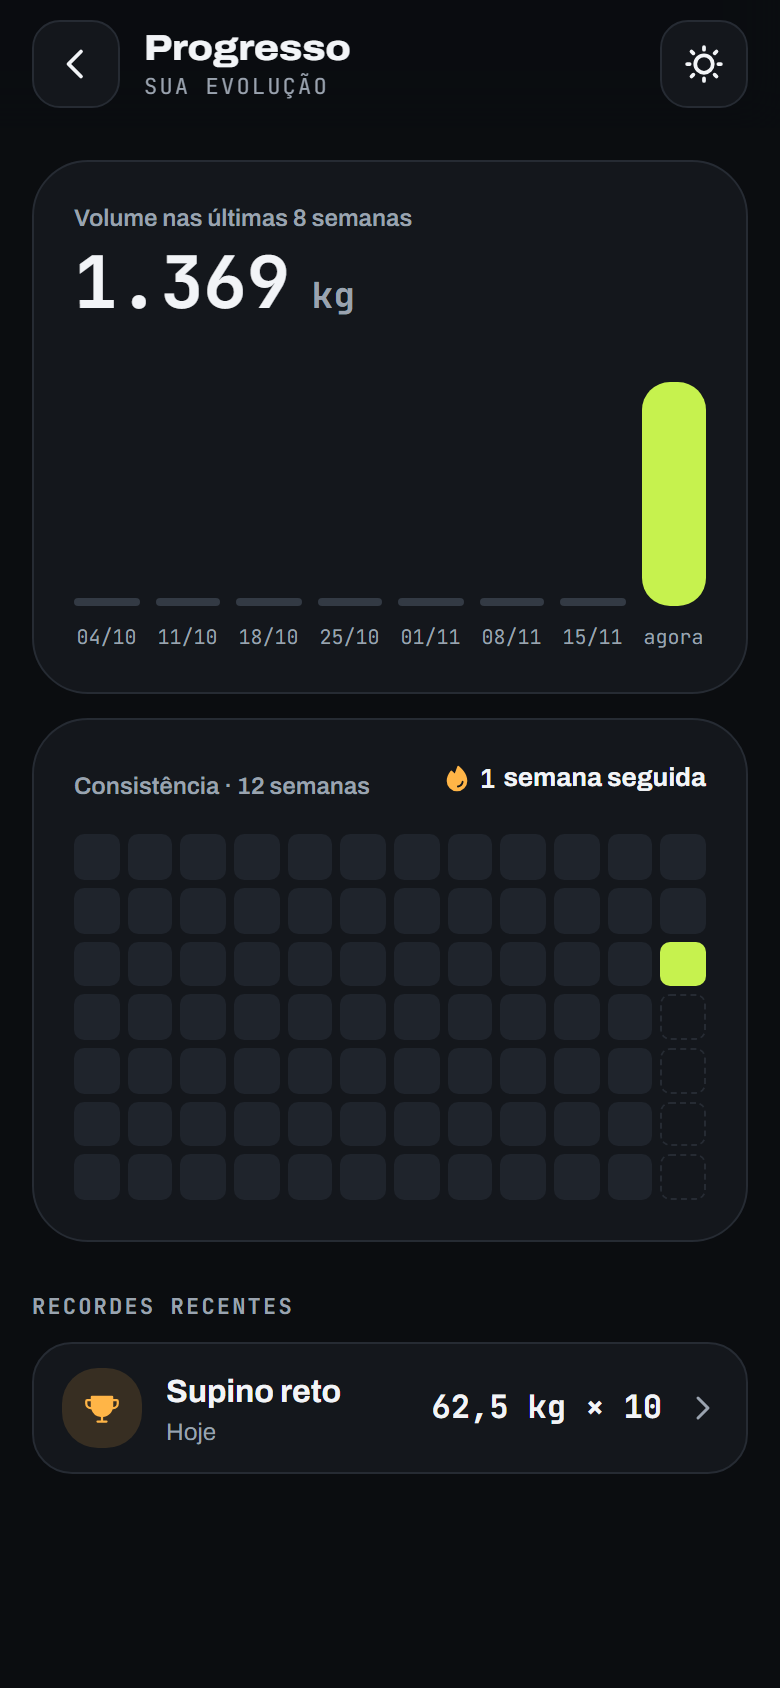 Progresso
SUA EVOLUÇÃO
Volume nas últimas 8 semanas
1.369 kg
04/10 11/10 18/10 25/10 01/11 08/11 15/11 agora
Consistência · 12 semanas
1 semana seguida
RECORDES RECENTES
Supino reto
Hoje
62,5 kg × 10